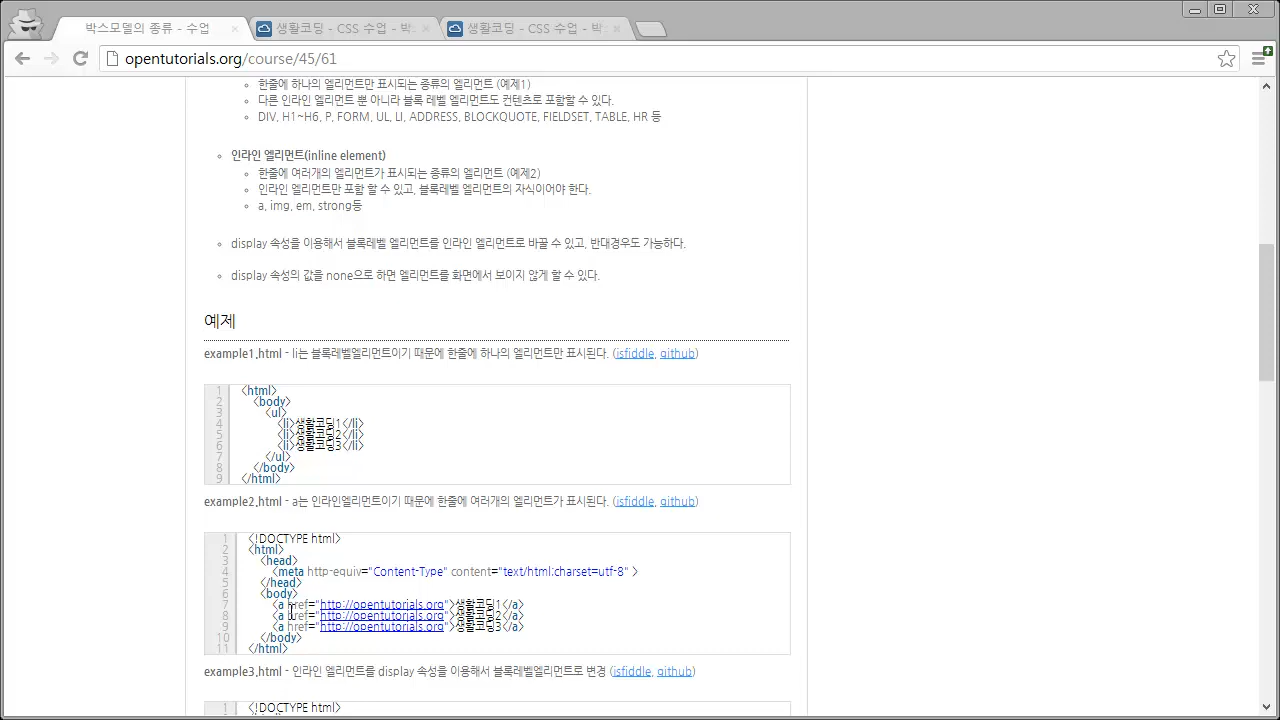 박스모델의 종류 - 수업
생활코딩 - CSS 수업 - 박
생활코딩 - CSS 수업 - 박
opentutorials.org/course/45/61
한줄에 하나의 엘리먼트만 표시되는 종류의 엘리먼트 (예제1)
다른 인라인 엘리먼트 뿐 아니라 블록 레벨 엘리먼트도 컨텐츠로 포함할 수 있다.
DIV, H1~H6, P, FORM, UL, LI, ADDRESS, BLOCKQUOTE, FIELDSET, TABLE, HR 등
인라인 엘리먼트(inline element)
한줄에 여러개의 엘리먼트가 표시되는 종류의 엘리먼트 (예제2)
인라인 엘리먼트만 포함 할 수 있고, 블록레벨 엘리먼트의 자식이어야 한다.
a, img, em, strong등
display 속성을 이용해서 블록레벨 엘리먼트를 인라인 엘리먼트로 바꿀 수 있고, 반대경우도 가능하다.
display 속성의 값을 none으로 하면 엘리먼트를 화면에서 보이지 않게 할 수 있다.
예제
example1.html - li는 블록레벨엘리먼트이기 때문에 한줄에 하나의 엘리먼트만 표시된다. (jsfiddle, github)
1 <html>
2 <body>
3 <ul>
4 <li>생활코딩1</li>
5 <li>생활코딩2</li>
6 <li>생활코딩3</li>
7 </ul>
8 </body>
9 </html>
example2.html - a는 인라인엘리먼트이기 때문에 한줄에 여러개의 엘리먼트가 표시된다. (jsfiddle, github)
1 <!DOCTYPE html>
2 <html>
3 <head>
4 <meta http-equiv="Content-Type" content="text/html;charset=utf-8" >
5 </head>
6 <body>
7 <a href="http://opentutorials.org">생활코딩1</a>
8 <a href="http://opentutorials.org">생활코딩2</a>
9 <a href="http://opentutorials.org">생활코딩3</a>
10 </body>
11 </html>
example3.html - 인라인 엘리먼트를 display 속성을 이용해서 블록레벨엘리먼트로 변경 (jsfiddle, github)
1 <!DOCTYPE html>